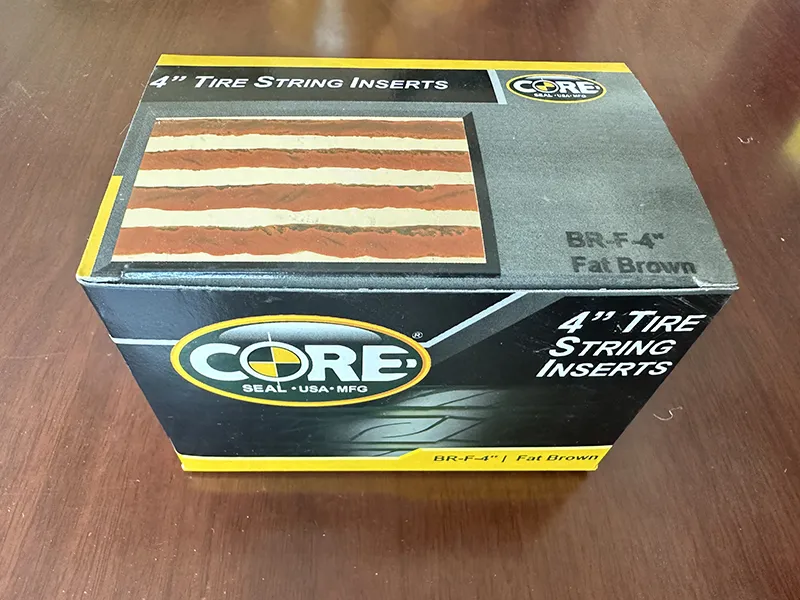 4” TIRE STRING INSERTS
CORE
SEAL • USA • MFG
BR-F-4"
Fat Brown
CORE ®
SEAL • USA • MFG
4” TIRE
STRING
INSERTS
BR-F-4" | Fat Brown